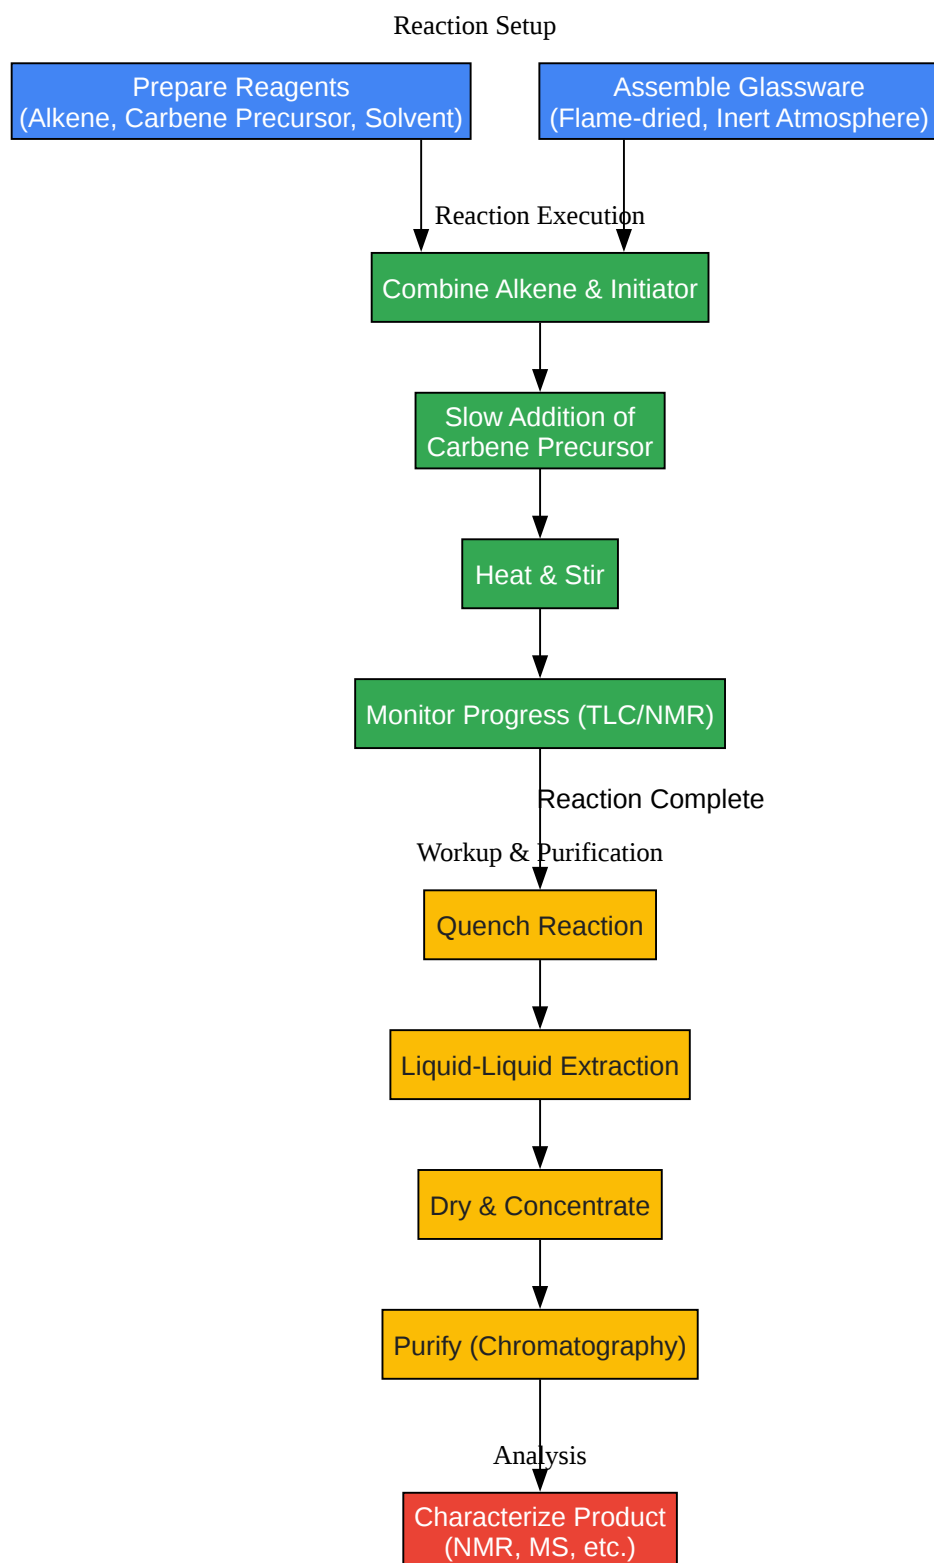 Reaction Setup
Prepare Reagents
(Alkene, Carbene Precursor, Solvent)
Assemble Glassware
(Flame-dried, Inert Atmosphere)
Reaction Execution
Combine Alkene & Initiator
Slow Addition of
Carbene Precursor
Heat & Stir
Monitor Progress (TLC/NMR)
Reaction Complete
Workup & Purification
Quench Reaction
Liquid-Liquid Extraction
Dry & Concentrate
Purify (Chromatography)
Analysis
Characterize Product
(NMR, MS, etc.)